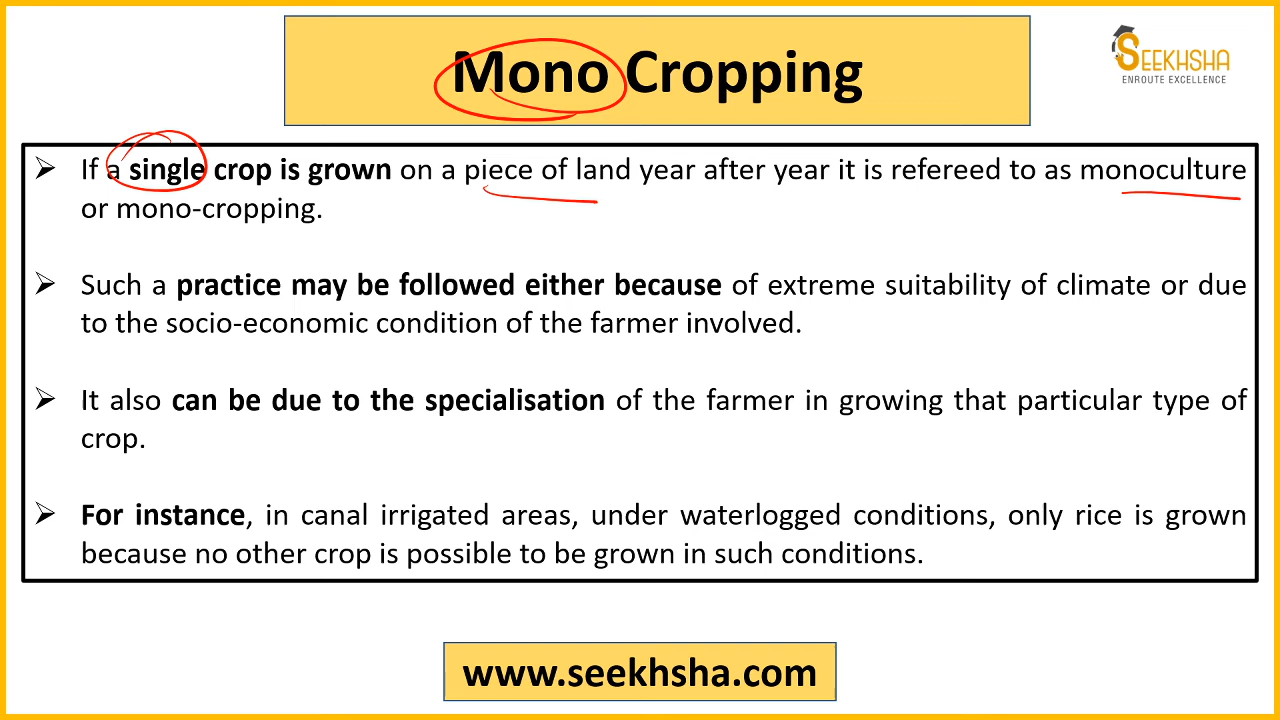 Mono Cropping
SEEKHSHA
ENROUTE EXCELLENCE
➢ If a single crop is grown on a piece of land year after year it is refereed to as monoculture
or mono-cropping.
➢ Such a practice may be followed either because of extreme suitability of climate or due
to the socio-economic condition of the farmer involved.
➢ It also can be due to the specialisation of the farmer in growing that particular type of
crop.
➢ For instance, in canal irrigated areas, under waterlogged conditions, only rice is grown
because no other crop is possible to be grown in such conditions.
www.seekhsha.com